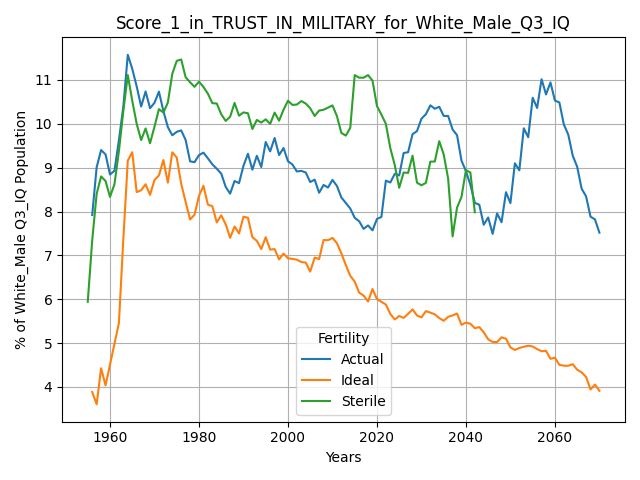 Score_1_in_TRUST_IN_MILITARY_for_White_Male_Q3_IQ
% of White_Male Q3_IQ Population
11
10
9
8
7
6
5
4
Fertility
Actual
Ideal
Sterile
1960 1980 2000 2020 2040 2060
Years